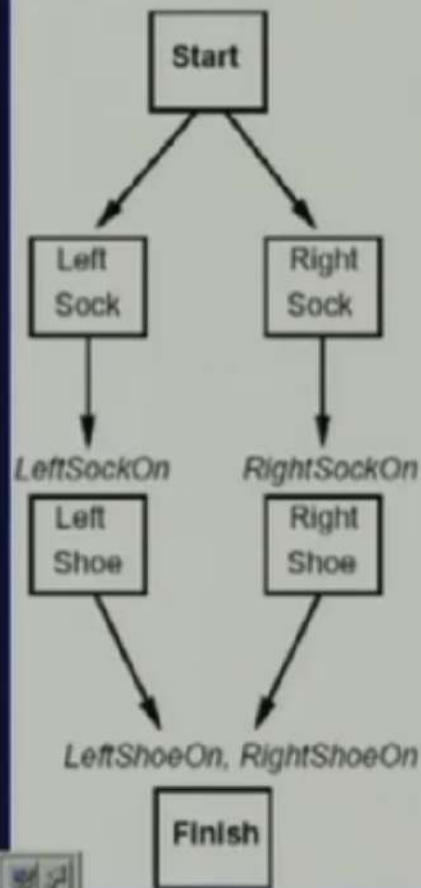 Start
Left
Sock
Right
Sock
LeftSockOn
RightSockOn
Left
Shoe
Right
Shoe
LeftShoeOn, RightShoeOn
Finish